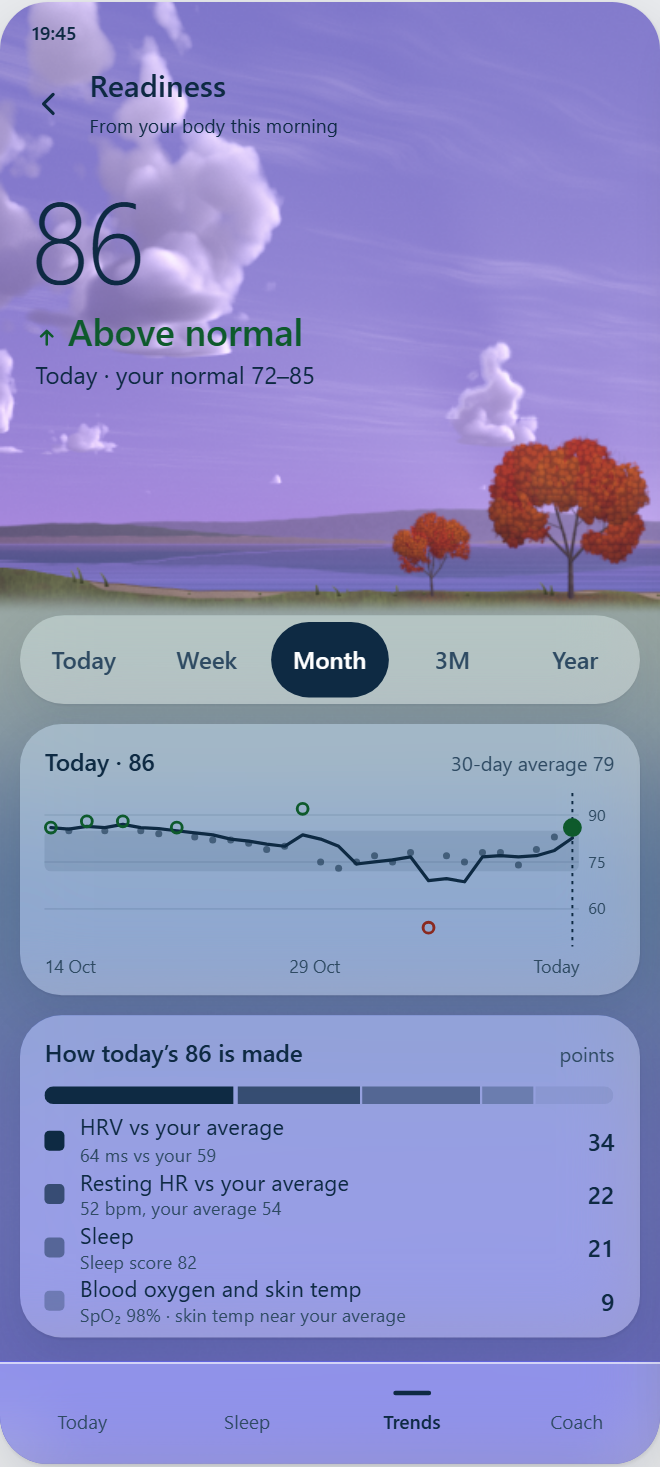 19:45
Readiness
From your body this morning
86
↑ Above normal
Today · your normal 72–85
Today Week Month 3M Year
Today · 86 30-day average 79
90
75
60
14 Oct 29 Oct Today
How today’s 86 is made points
HRV vs your average 34
64 ms vs your 59
Resting HR vs your average 22
52 bpm, your average 54
Sleep 21
Sleep score 82
Blood oxygen and skin temp 9
SpO₂ 98% · skin temp near your average
Today Sleep Trends Coach